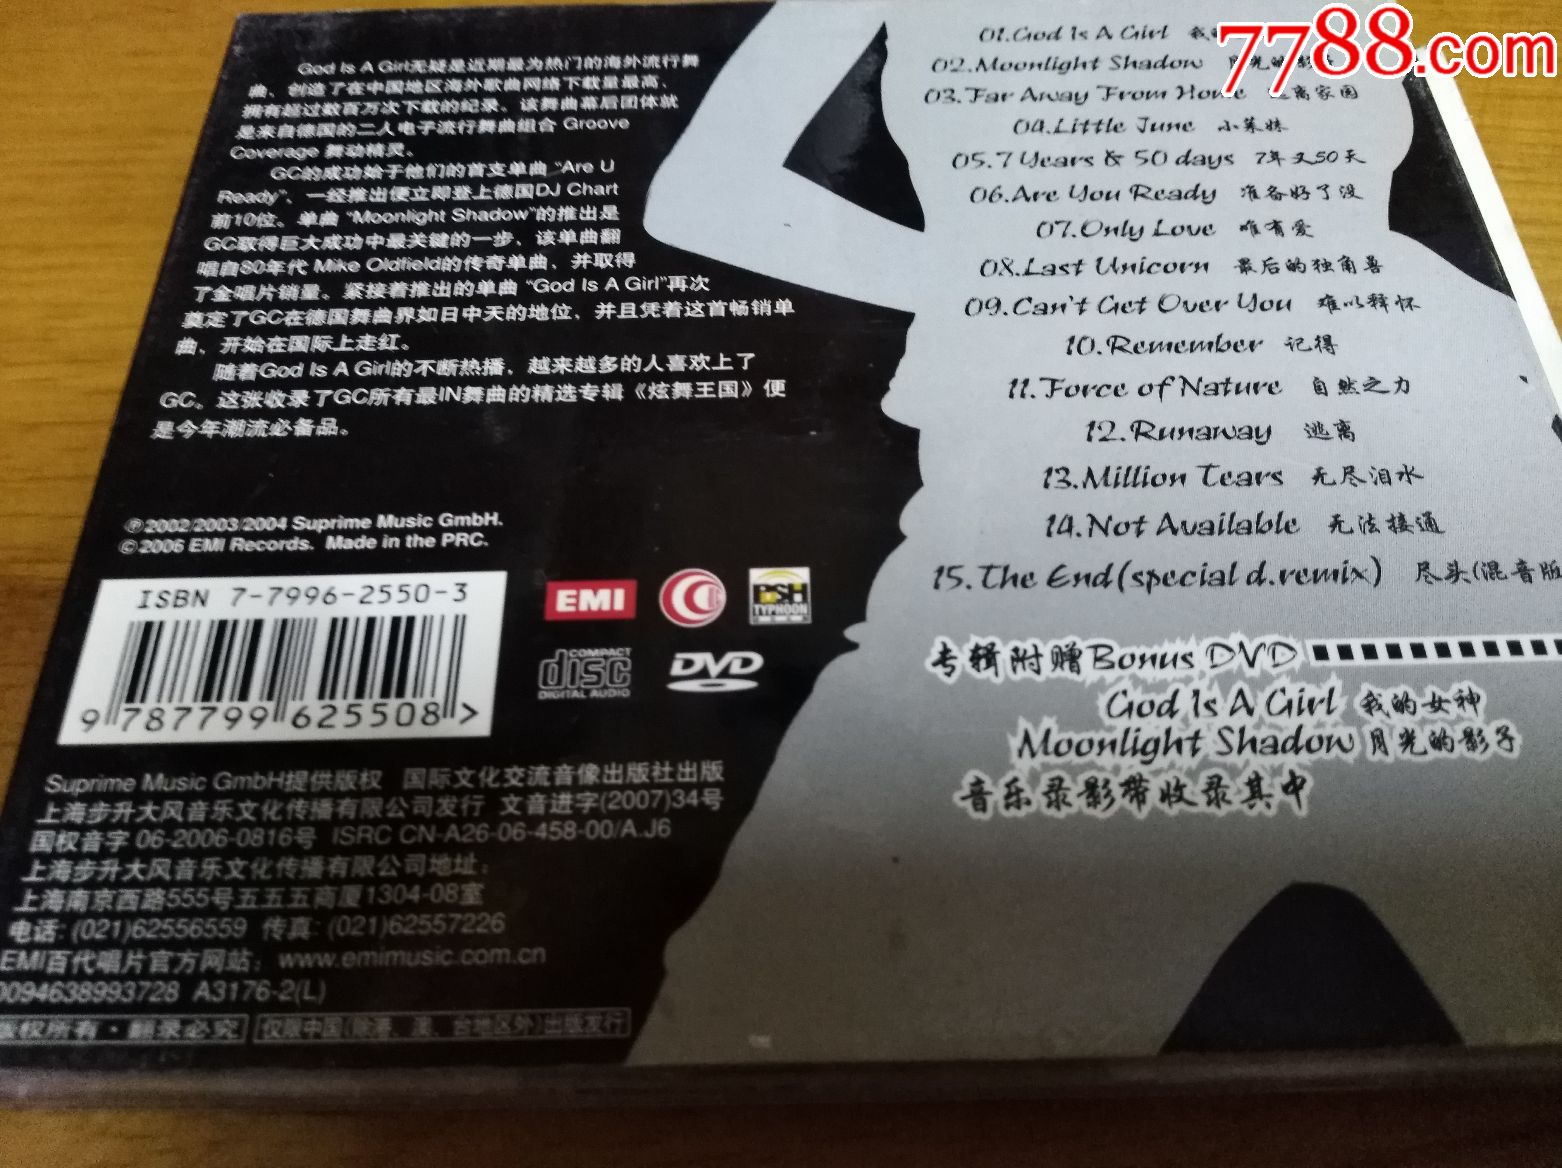 God Is A Girl无疑是近期最为热门的海外流行舞
曲、创造了在中国地区海外歌曲网络下载量最高、
拥有超过数百万次下载的纪录。该舞曲幕后团体就
是来自德国的二人电子流行舞曲组合 Groove
Coverage 舞动精灵。
GC的成功始于他们的首支单曲 "Are U
Ready"、一经推出便立即登上德国DJ Chart
前10位。单曲 "Moonlight Shadow"的推出是
GC取得巨大成功中最关键的一步、该单曲翻
唱自80年代 Mike Oldfield的传奇单曲、并取得
了金唱片销量、紧接着推出的单曲 "God Is A Girl"再次
奠定了GC在德国舞曲界如日中天的地位、并且凭着这首畅销单
曲、开始在国际上走红。
随着God Is A Girl的不断热播、越来越多的人喜欢上了
GC。这张收录了GC所有最IN舞曲的精选专辑《炫舞王国》便
是今年潮流必备品。
℗2002/2003/2004 Suprime Music GmbH.
©2006 EMI Records. Made in the PRC.
ISBN 7-7996-2550-3
9 787799 625508 >
EMI
TYPHOON
COMPACT
disc
DIGITAL AUDIO
DVD
Suprime Music GmbH提供版权 国际文化交流音像出版社出版
上海步升大风音乐文化传播有限公司发行 文音进字(2007)34号
国权音字 06-2006-0816号 ISRC CN-A26-06-458-00/A.J6
上海步升大风音乐文化传播有限公司地址:
上海南京西路555号五五五商厦1304-08室
电话: (021)62556559 传真: (021)62557226
EMI百代唱片官方网站: www.emimusic.com.cn
0094638993728 A3176-2(L)
版权所有·翻录必究 仅限中国(除港、澳、台地区外)出版发行
01.God Is A Girl 我
02.Moonlight Shadow 月光的影子
03.Far Away From Home 远离家园
04.Little June 小茱妹
05.7 Years & 50 days 7年又50天
06.Are You Ready 准备好了没
07.Only Love 唯有爱
08.Last Unicorn 最后的独角兽
09.Can't Get Over You 难以释怀
10.Remember 记得
11.Force of Nature 自然之力
12.Runaway 逃离
13.Million Tears 无尽泪水
14.Not Available 无法接通
15.The End(special d.remix) 尽头(混音版
专辑附赠Bonus DVD
God Is A Girl 我的女神
Moonlight Shadow 月光的影子
音乐录影带收录其中
7788.com